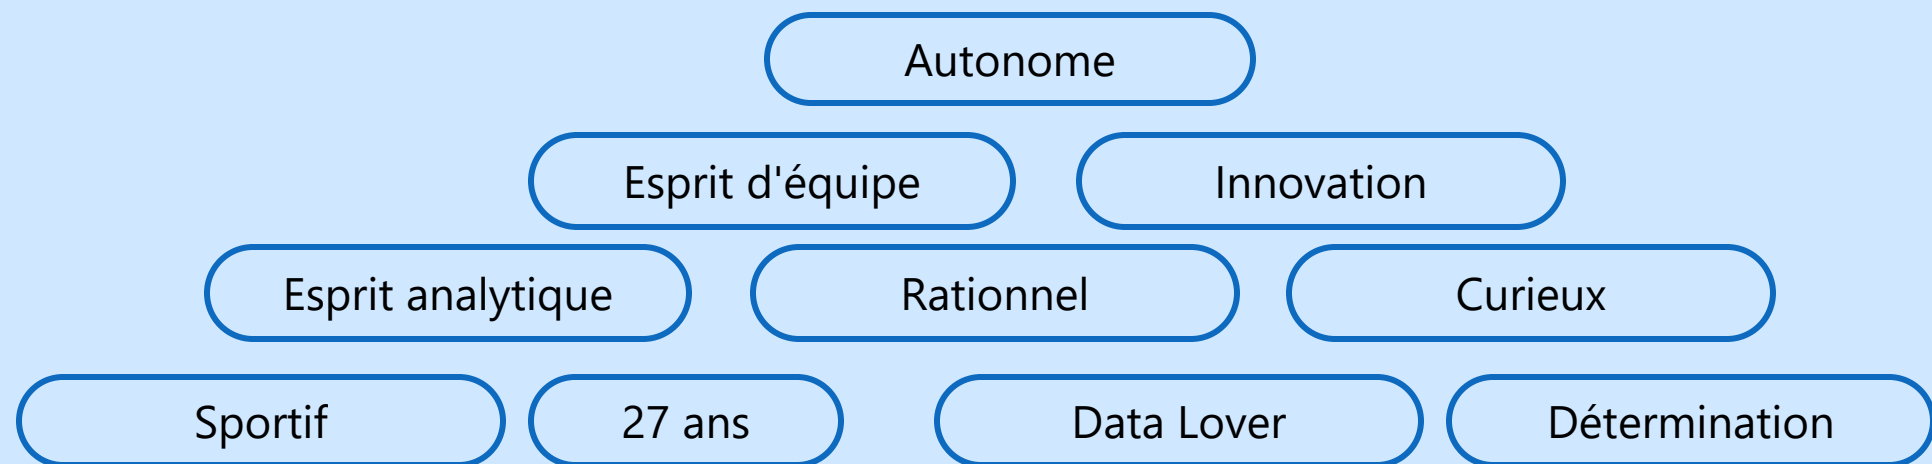 Autonome
Esprit d'équipe
Innovation
Esprit analytique
Rationnel
Curieux
Sportif
27 ans
Data Lover
Détermination